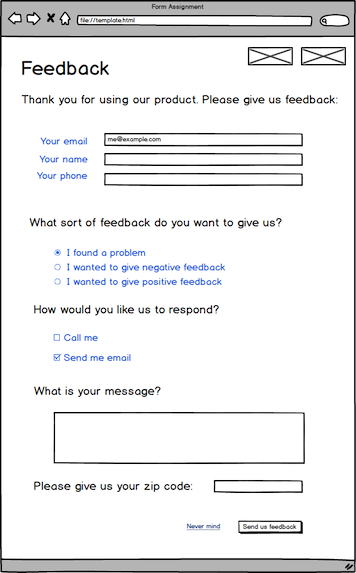 Form Assignment
file://template.html
Feedback
Thank you for using our product. Please give us feedback:
Your email
me@example.com
Your name
Your phone
What sort of feedback do you want to give us?
I found a problem
I wanted to give negative feedback
I wanted to give positive feedback
How would you like us to respond?
Call me
Send me email
What is your message?
Please give us your zip code:
Never mind
Send us feedback